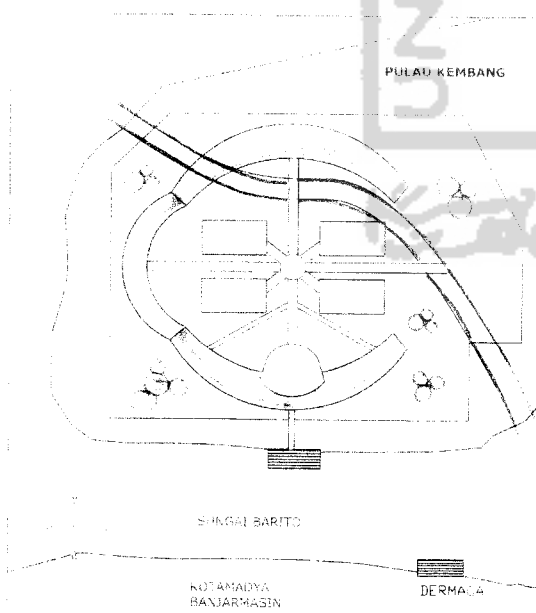 PULAU KEMBANG
SUNGAI BARITO
KOTAMADYA
BANJARMASIN
DERMAGA